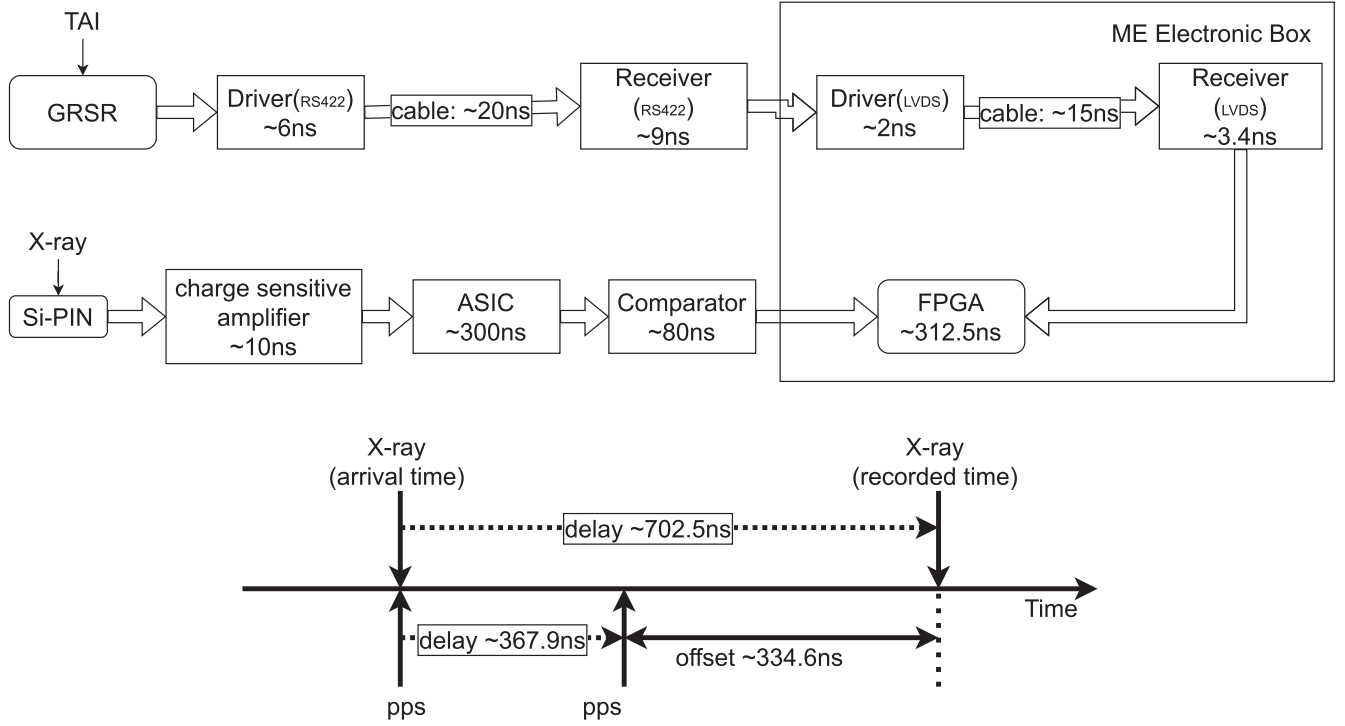 TAI
ME Electronic Box
GRSR
Driver(RS422)
~6ns
cable: ~20ns
Receiver
(RS422)
~9ns
Driver(LVDS)
~2ns
cable: ~15ns
Receiver
(LVDS)
~3.4ns
X-ray
Si-PIN
charge sensitive
amplifier
~10ns
ASIC
~300ns
Comparator
~80ns
FPGA
~312.5ns
X-ray
(arrival time)
X-ray
(recorded time)
delay ~702.5ns
Time
delay ~367.9ns
offset ~334.6ns
pps
pps